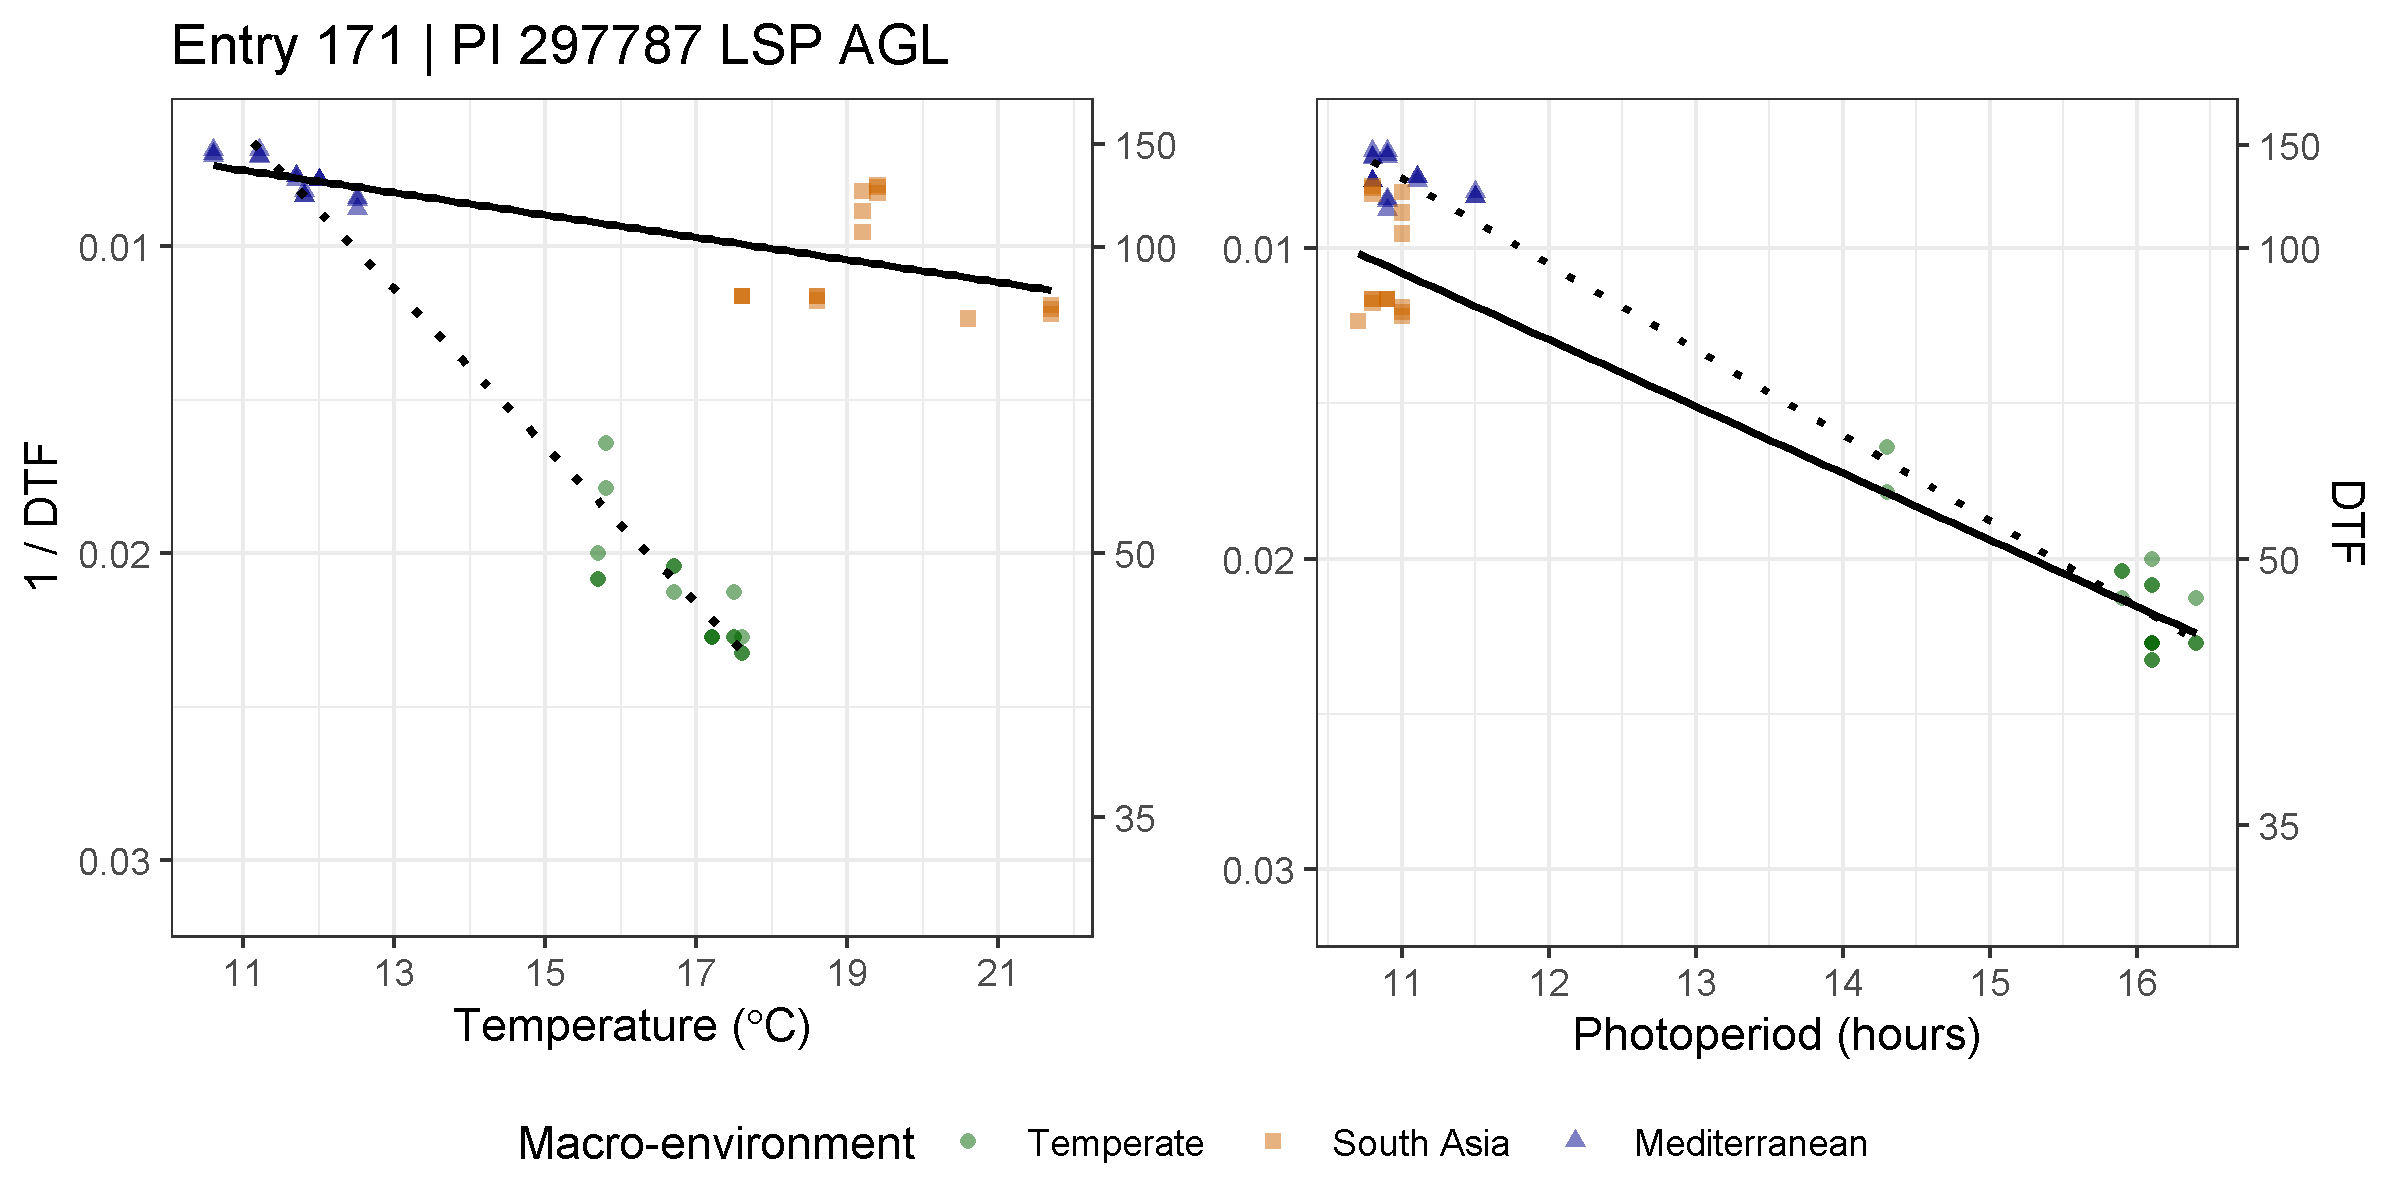 Entry 171 | PI 297787 LSP AGL
1 / DTF
0.01
0.02
0.03
150
100
50
35
11 13 15 17 19 21
Temperature (°C)
0.01
0.02
0.03
150
100
50
35
DTF
11 12 13 14 15 16
Photoperiod (hours)
Macro-environment Temperate South Asia Mediterranean